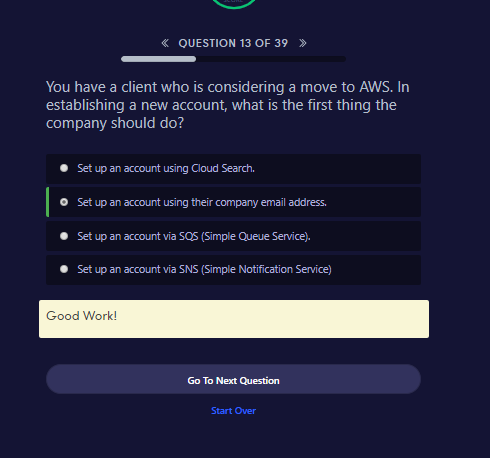 « QUESTION 13 OF 39 »
You have a client who is considering a move to AWS. In
establishing a new account, what is the first thing the
company should do?
Set up an account using Cloud Search.
Set up an account using their company email address.
Set up an account via SQS (Simple Queue Service).
Set up an account via SNS (Simple Notification Service)
Good Work!
Go To Next Question
Start Over